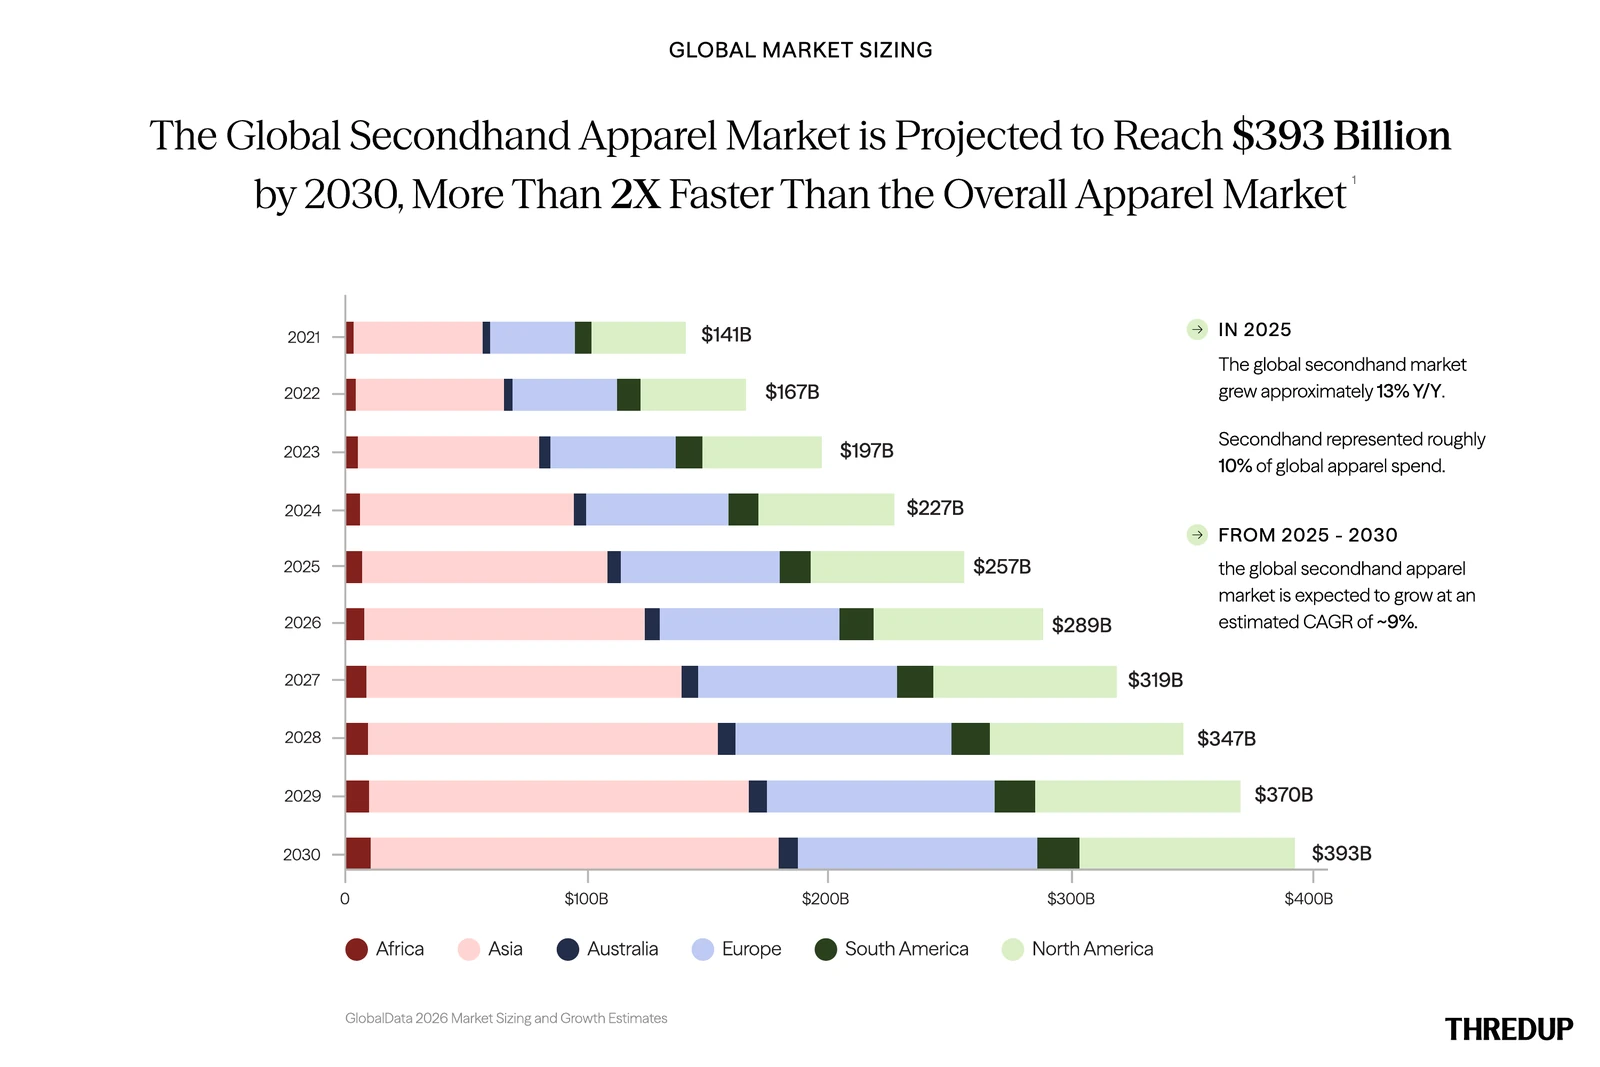 GLOBAL MARKET SIZING
The Global Secondhand Apparel Market is Projected to Reach $393 Billion
by 2030, More Than 2X Faster Than the Overall Apparel Market¹
2021 $141B
2022 $167B
2023 $197B
2024 $227B
2025 $257B
2026 $289B
2027 $319B
2028 $347B
2029 $370B
2030 $393B
0 $100B $200B $300B $400B
Africa Asia Australia Europe South America North America
IN 2025
The global secondhand market
grew approximately 13% Y/Y.
Secondhand represented roughly
10% of global apparel spend.
FROM 2025 - 2030
the global secondhand apparel
market is expected to grow at an
estimated CAGR of ~9%.
GlobalData 2026 Market Sizing and Growth Estimates
THREDUP